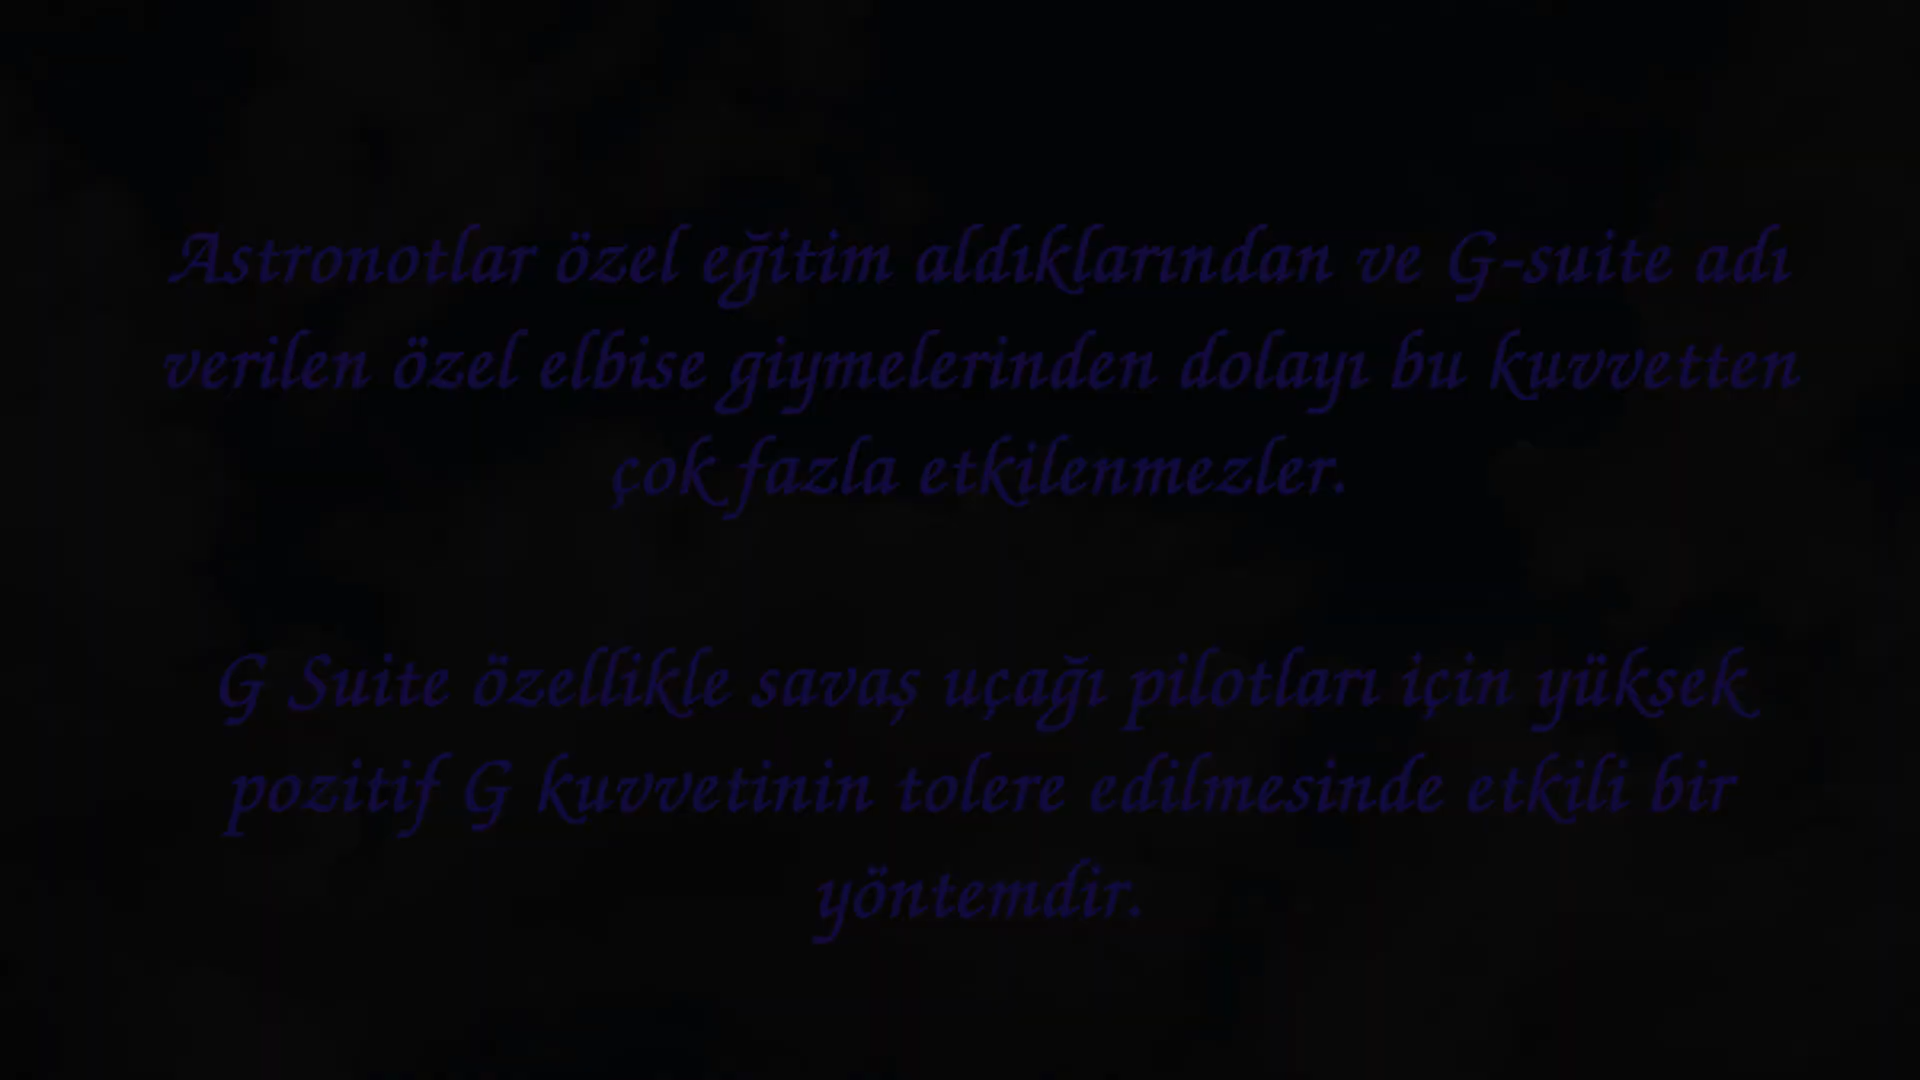 Astronotlar özel eğitim aldıklarından ve G-suite adı
verilen özel elbise giymelerinden dolayı bu kuvvetten
çok fazla etkilenmezler.
G Suite özellikle savaş uçağı pilotları için yüksek
pozitif G kuvvetinin tolere edilmesinde etkili bir
yöntemdir.